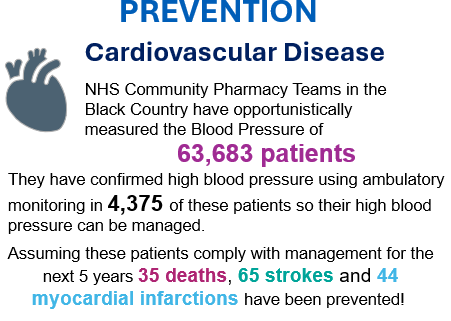 PREVENTION
Cardiovascular Disease
NHS Community Pharmacy Teams in the
Black Country have opportunistically
measured the Blood Pressure of
63,683 patients
They have confirmed high blood pressure using ambulatory
monitoring in 4,375 of these patients so their high blood
pressure can be managed.
Assuming these patients comply with management for the
next 5 years 35 deaths, 65 strokes and 44
myocardial infarctions have been prevented!